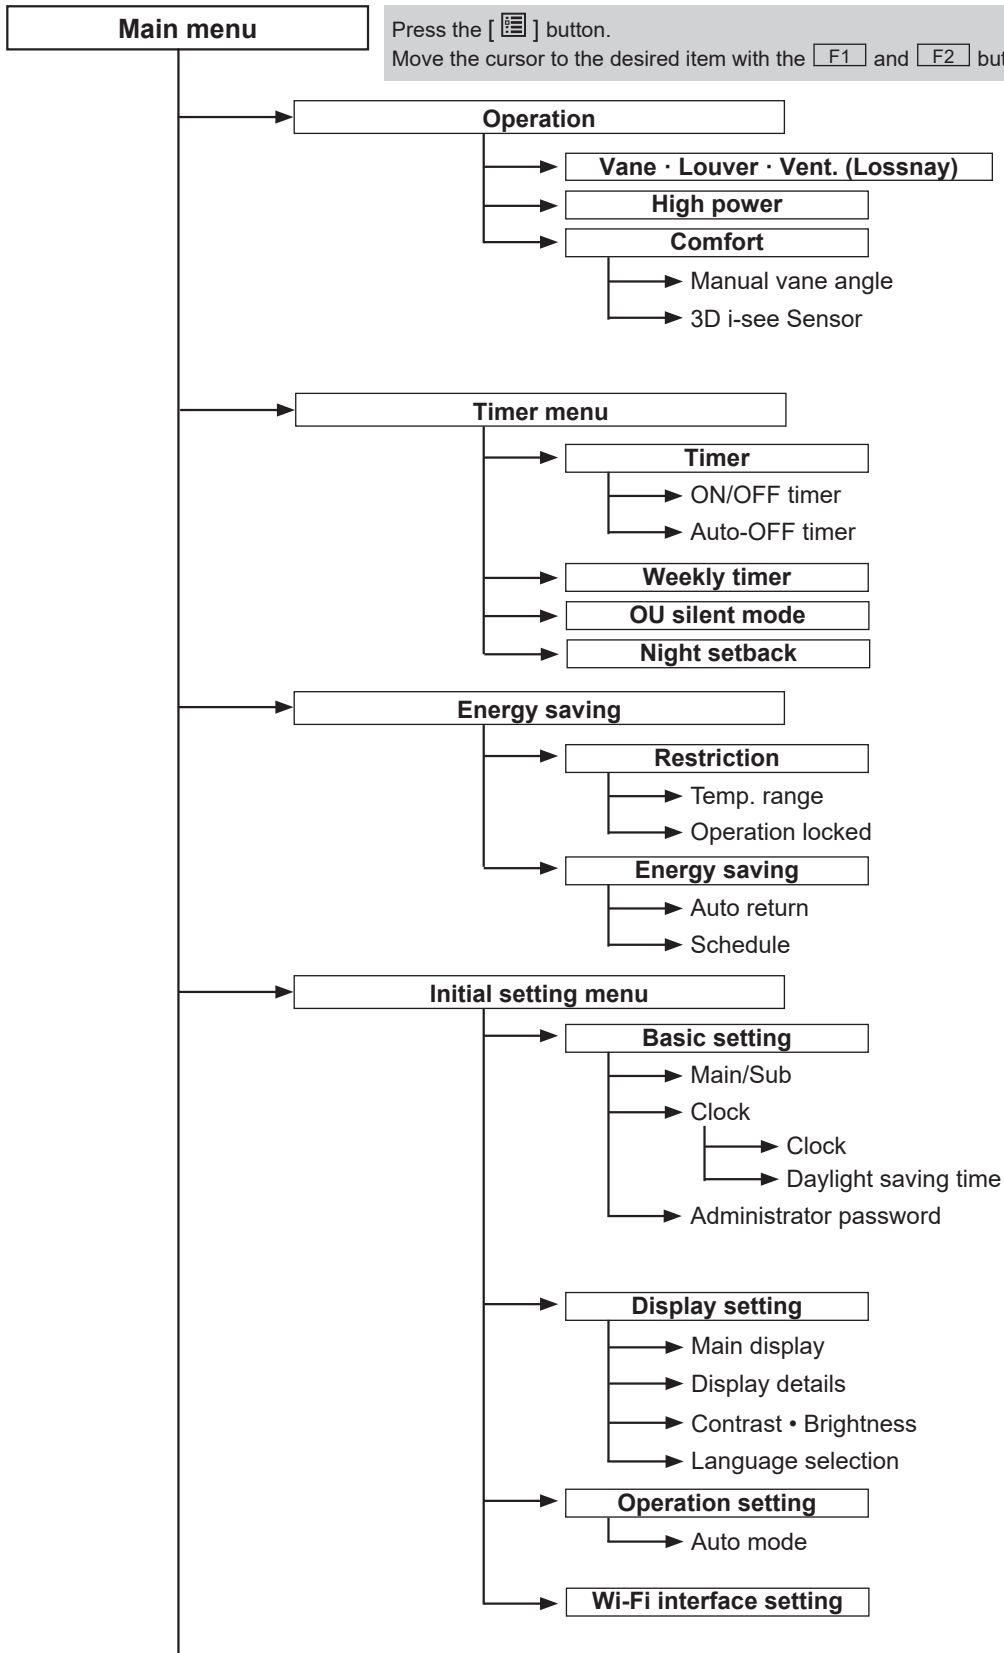 Main menu
Press the [ ] button.
Move the cursor to the desired item with the F1 and F2
Operation
Vane · Louver · Vent. (Lossnay)
High power
Comfort
Manual vane angle
3D i-see Sensor
Timer menu
Timer
ON/OFF timer
Auto-OFF timer
Weekly timer
OU silent mode
Night setback
Energy saving
Restriction
Temp. range
Operation locked
Energy saving
Auto return
Schedule
Initial setting menu
Basic setting
Main/Sub
Clock
Clock
Daylight saving time
Administrator password
Display setting
Main display
Display details
Contrast • Brightness
Language selection
Operation setting
Auto mode
Wi-Fi interface setting